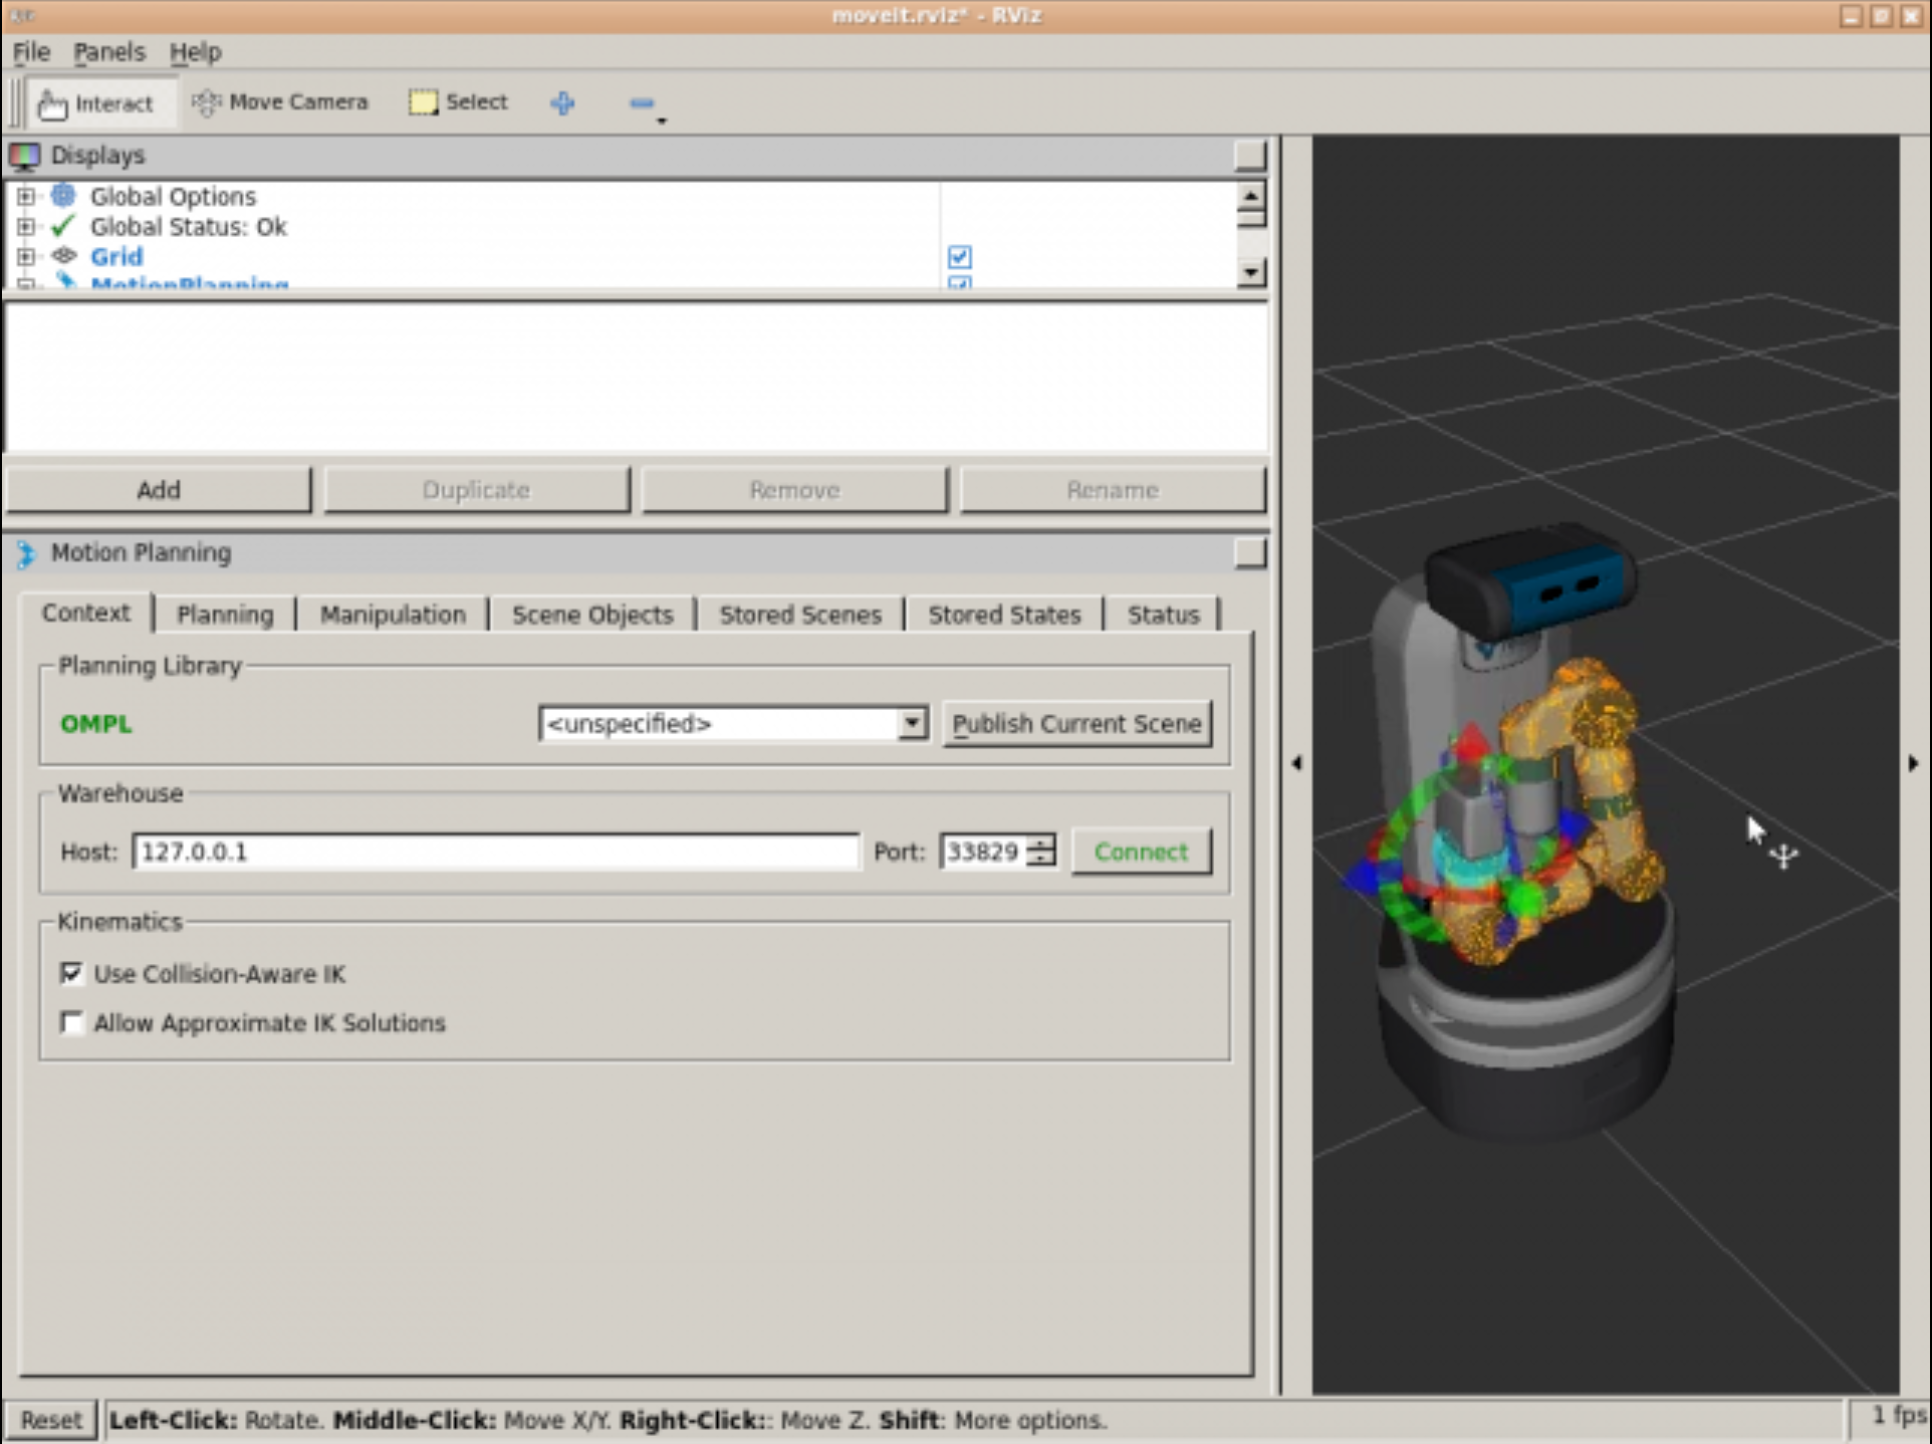 moveit.rviz* - RViz
File Panels Help
Interact Move Camera Select
Displays
Global Options
Global Status: Ok
Grid
MotionPlanning
Add Duplicate Remove Rename
Motion Planning
Context Planning Manipulation Scene Objects Stored Scenes Stored States Status
Planning Library
OMPL <unspecified> Publish Current Scene
Warehouse
Host: 127.0.0.1 Port: 33829 Connect
Kinematics
Use Collision-Aware IK
Allow Approximate IK Solutions
Reset Left-Click: Rotate. Middle-Click: Move X/Y. Right-Click:: Move Z. Shift: More options. 1 fps